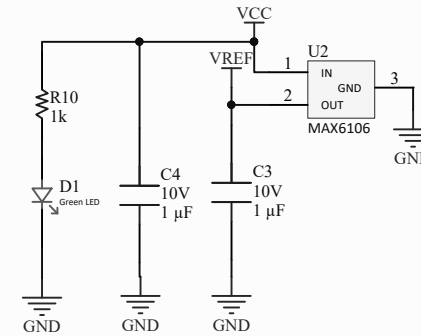 VCC
VREF
U2
1
IN
GND
3
2
OUT
MAX6106
GND
R10
1k
D1
Green LED
C4
10V
1 µF
C3
10V
1 µF
GND
GND
GND